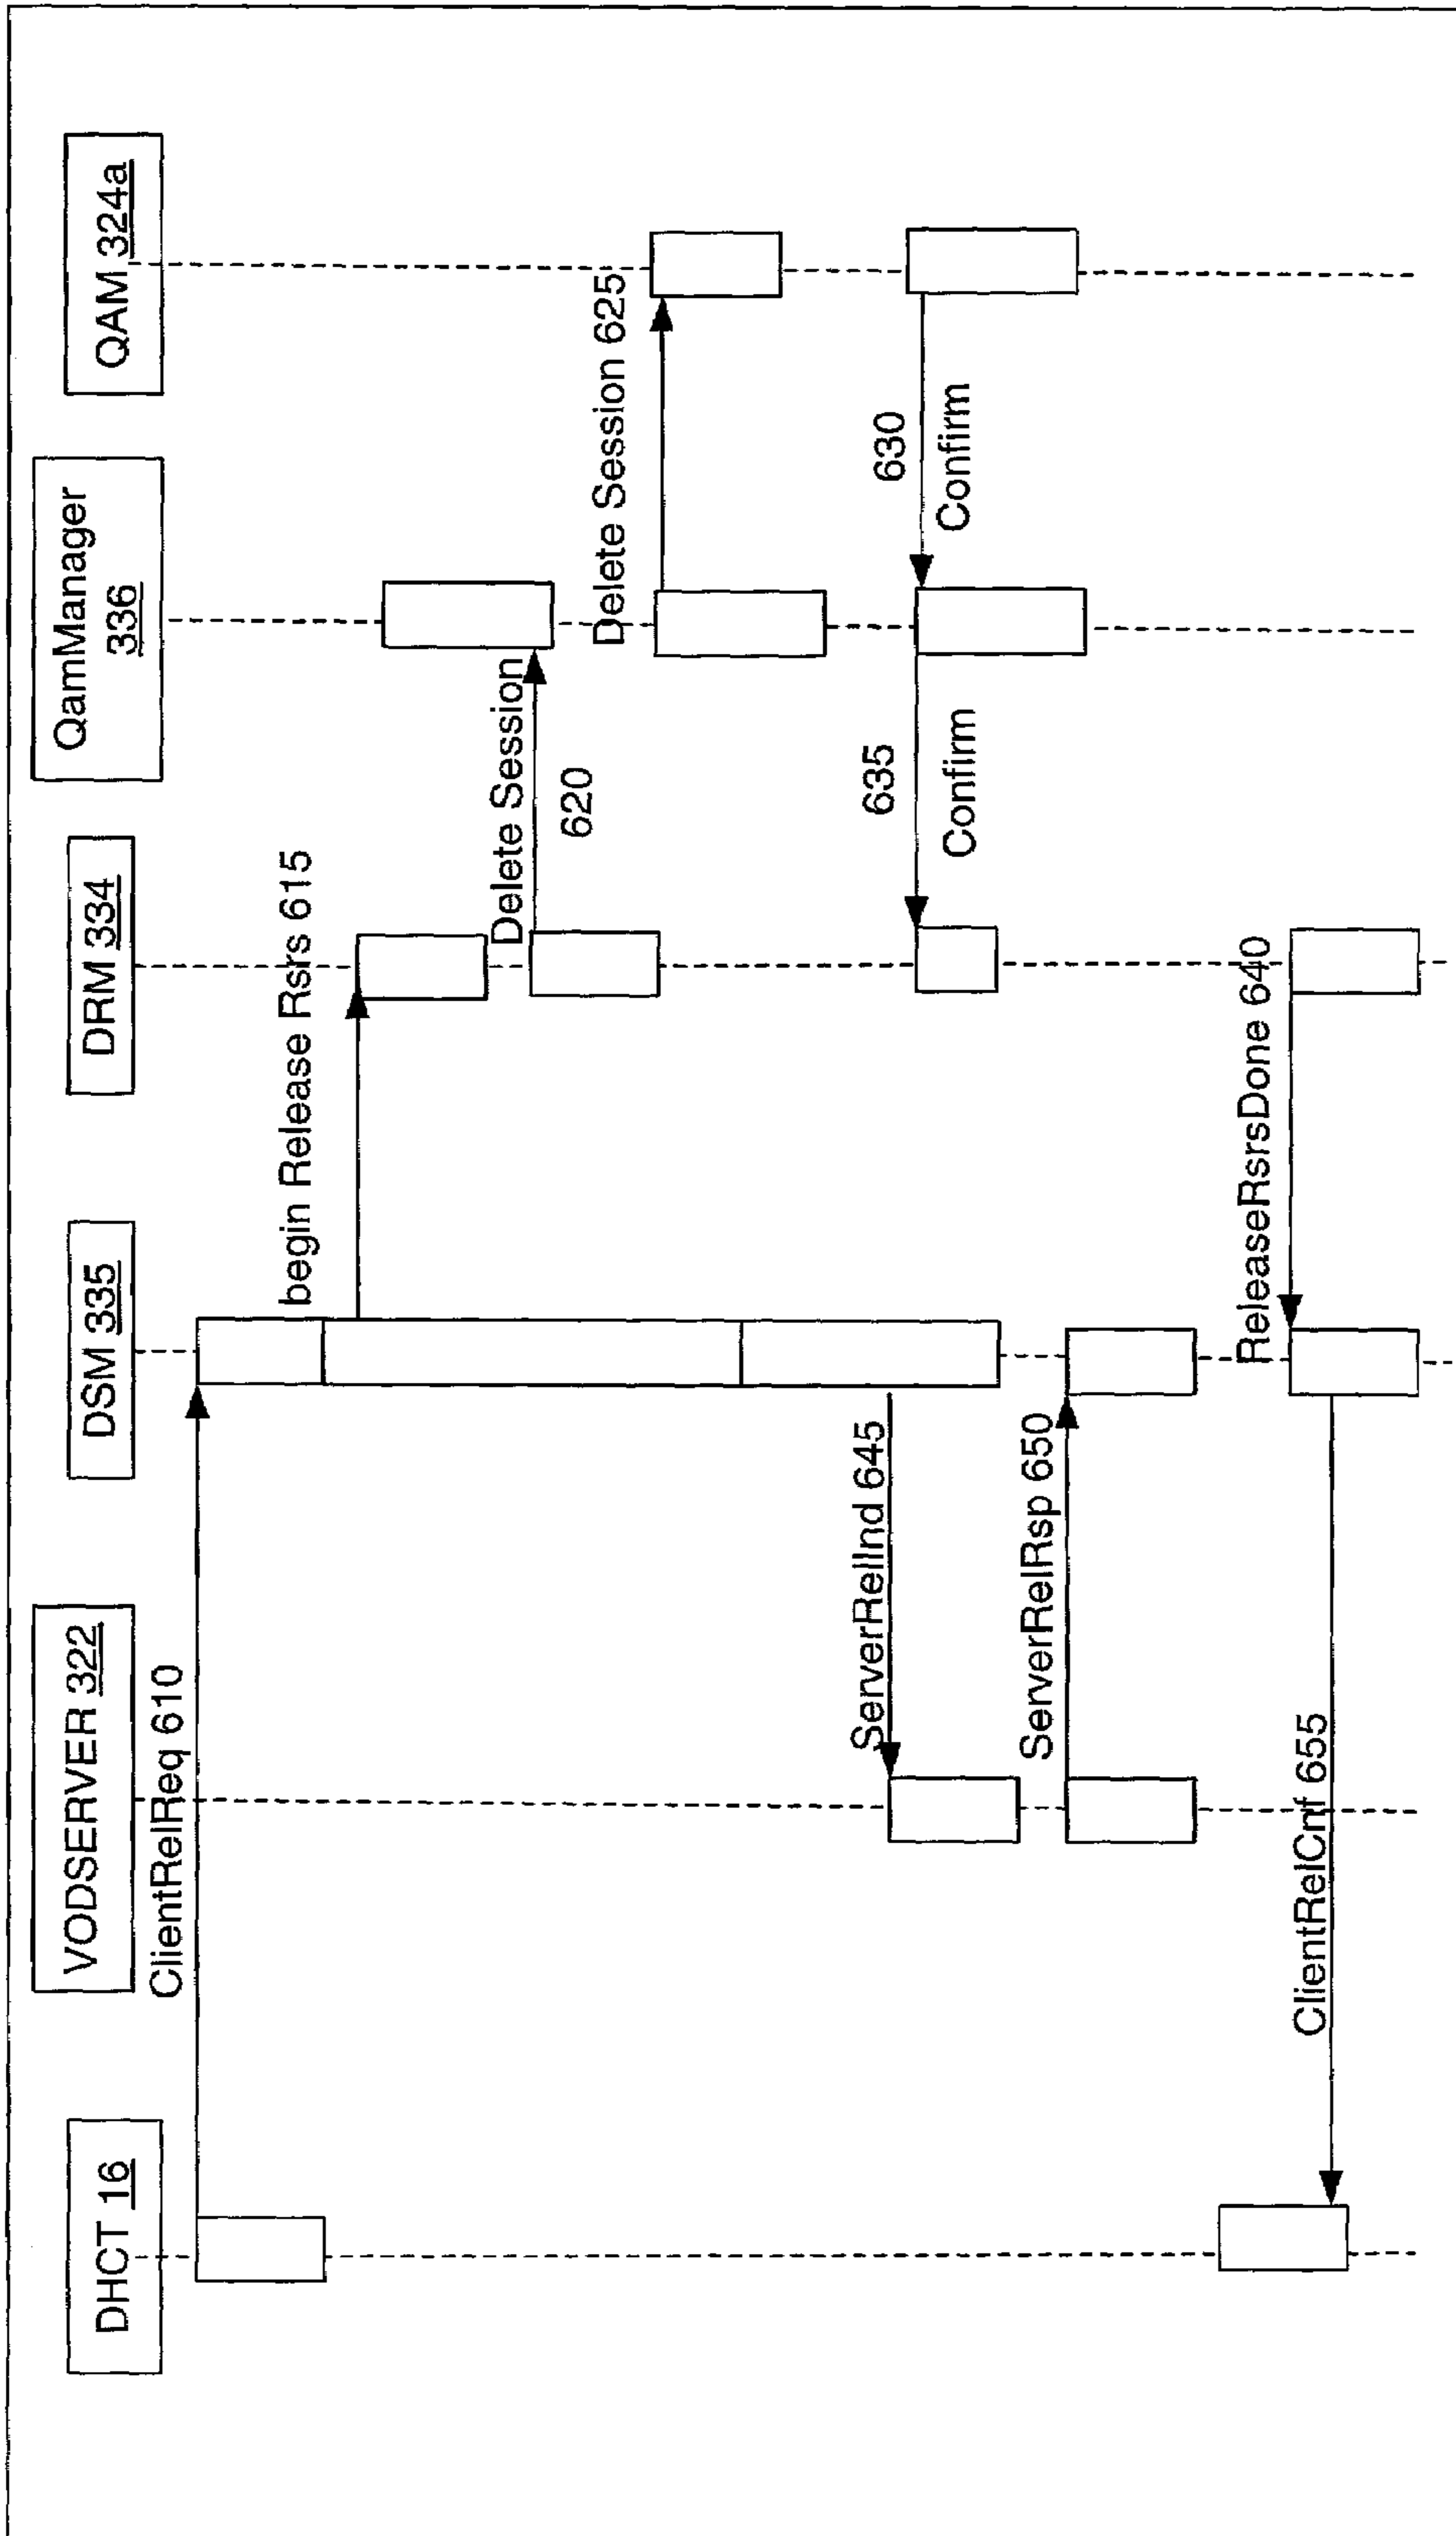 DHCT 16
VODSERVER 322
DSM 335
DRM 334
QamManager
336
QAM 324a
ClientRelReq 610
begin Release Rsrs 615
Delete Session
620
Delete Session 625
630
Confirm
635
Confirm
ServerRelInd 645
ServerRelRsp 650
ReleaseRsrsDone 640
ClientRelCnf 655